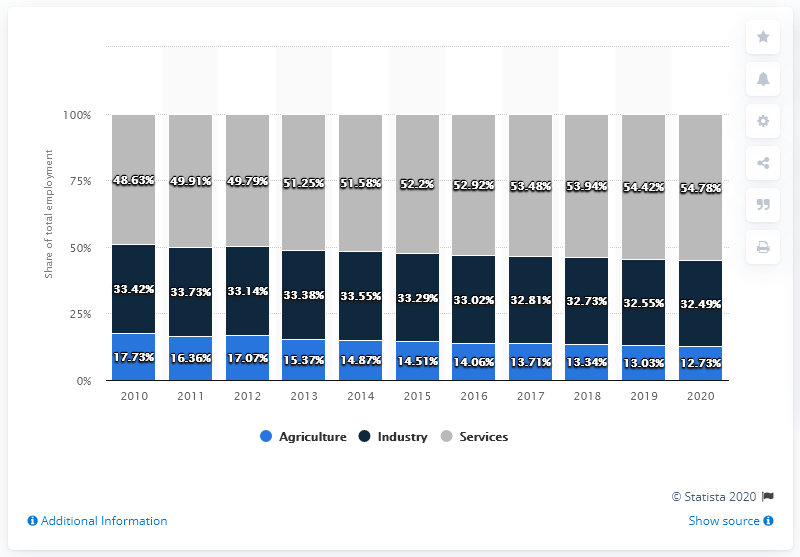 Share of total employment
100%
75%
50%
25%
0%
48.63% 49.91% 49.79% 51.25% 51.58% 52.2% 52.92% 53.48% 53.94% 54.42% 54.78%
33.42% 33.73% 33.14% 33.38% 33.55% 33.29% 33.02% 32.81% 32.73% 32.55% 32.49%
17.73% 16.36% 17.07% 15.37% 14.87% 14.51% 14.06% 13.71% 13.34% 13.03% 12.73%
2010 2011 2012 2013 2014 2015 2016 2017 2018 2019 2020
Agriculture Industry Services
© Statista 2020
Additional Information Show source